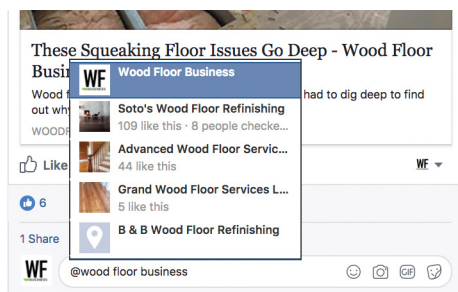 These Squeaking Floor Issues Go Deep - Wood Floor
Busi
WF Wood Floor Business
Wood f
had to dig deep to find
out wh
Soto's Wood Floor Refinishing
109 like this · 8 people checke...
WOODF
Advanced Wood Floor Servic...
44 like this
Like
WF
Grand Wood Floor Services L...
5 like this
6
B & B Wood Floor Refinishing
1 Share
WF @wood floor business
GIF